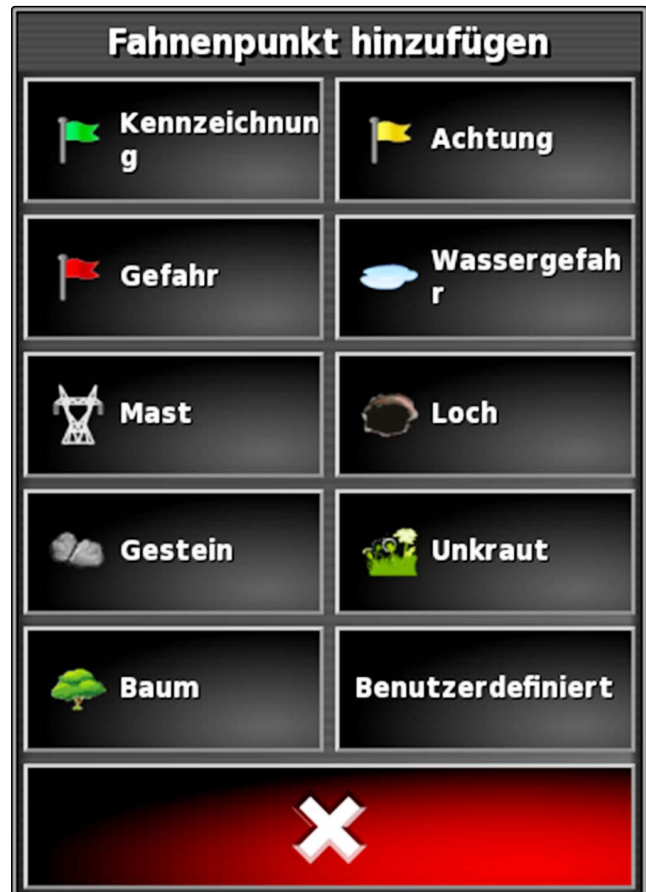 Fahnenpunkt hinzufügen
Kennzeichnun
g
Achtung
Gefahr
Wassergefah
r
Mast
Loch
Gestein
Unkraut
Baum
Benutzerdefiniert